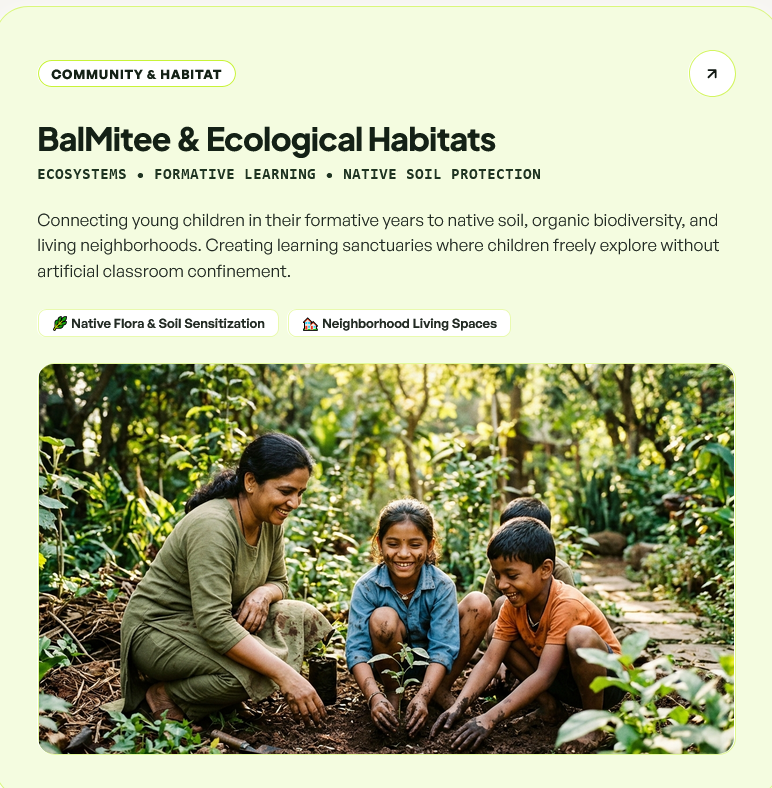 COMMUNITY & HABITAT
BalMitee & Ecological Habitats
ECOSYSTEMS • FORMATIVE LEARNING • NATIVE SOIL PROTECTION
Connecting young children in their formative years to native soil, organic biodiversity, and
living neighborhoods. Creating learning sanctuaries where children freely explore without
artificial classroom confinement.
🌿 Native Flora & Soil Sensitization
🏡 Neighborhood Living Spaces